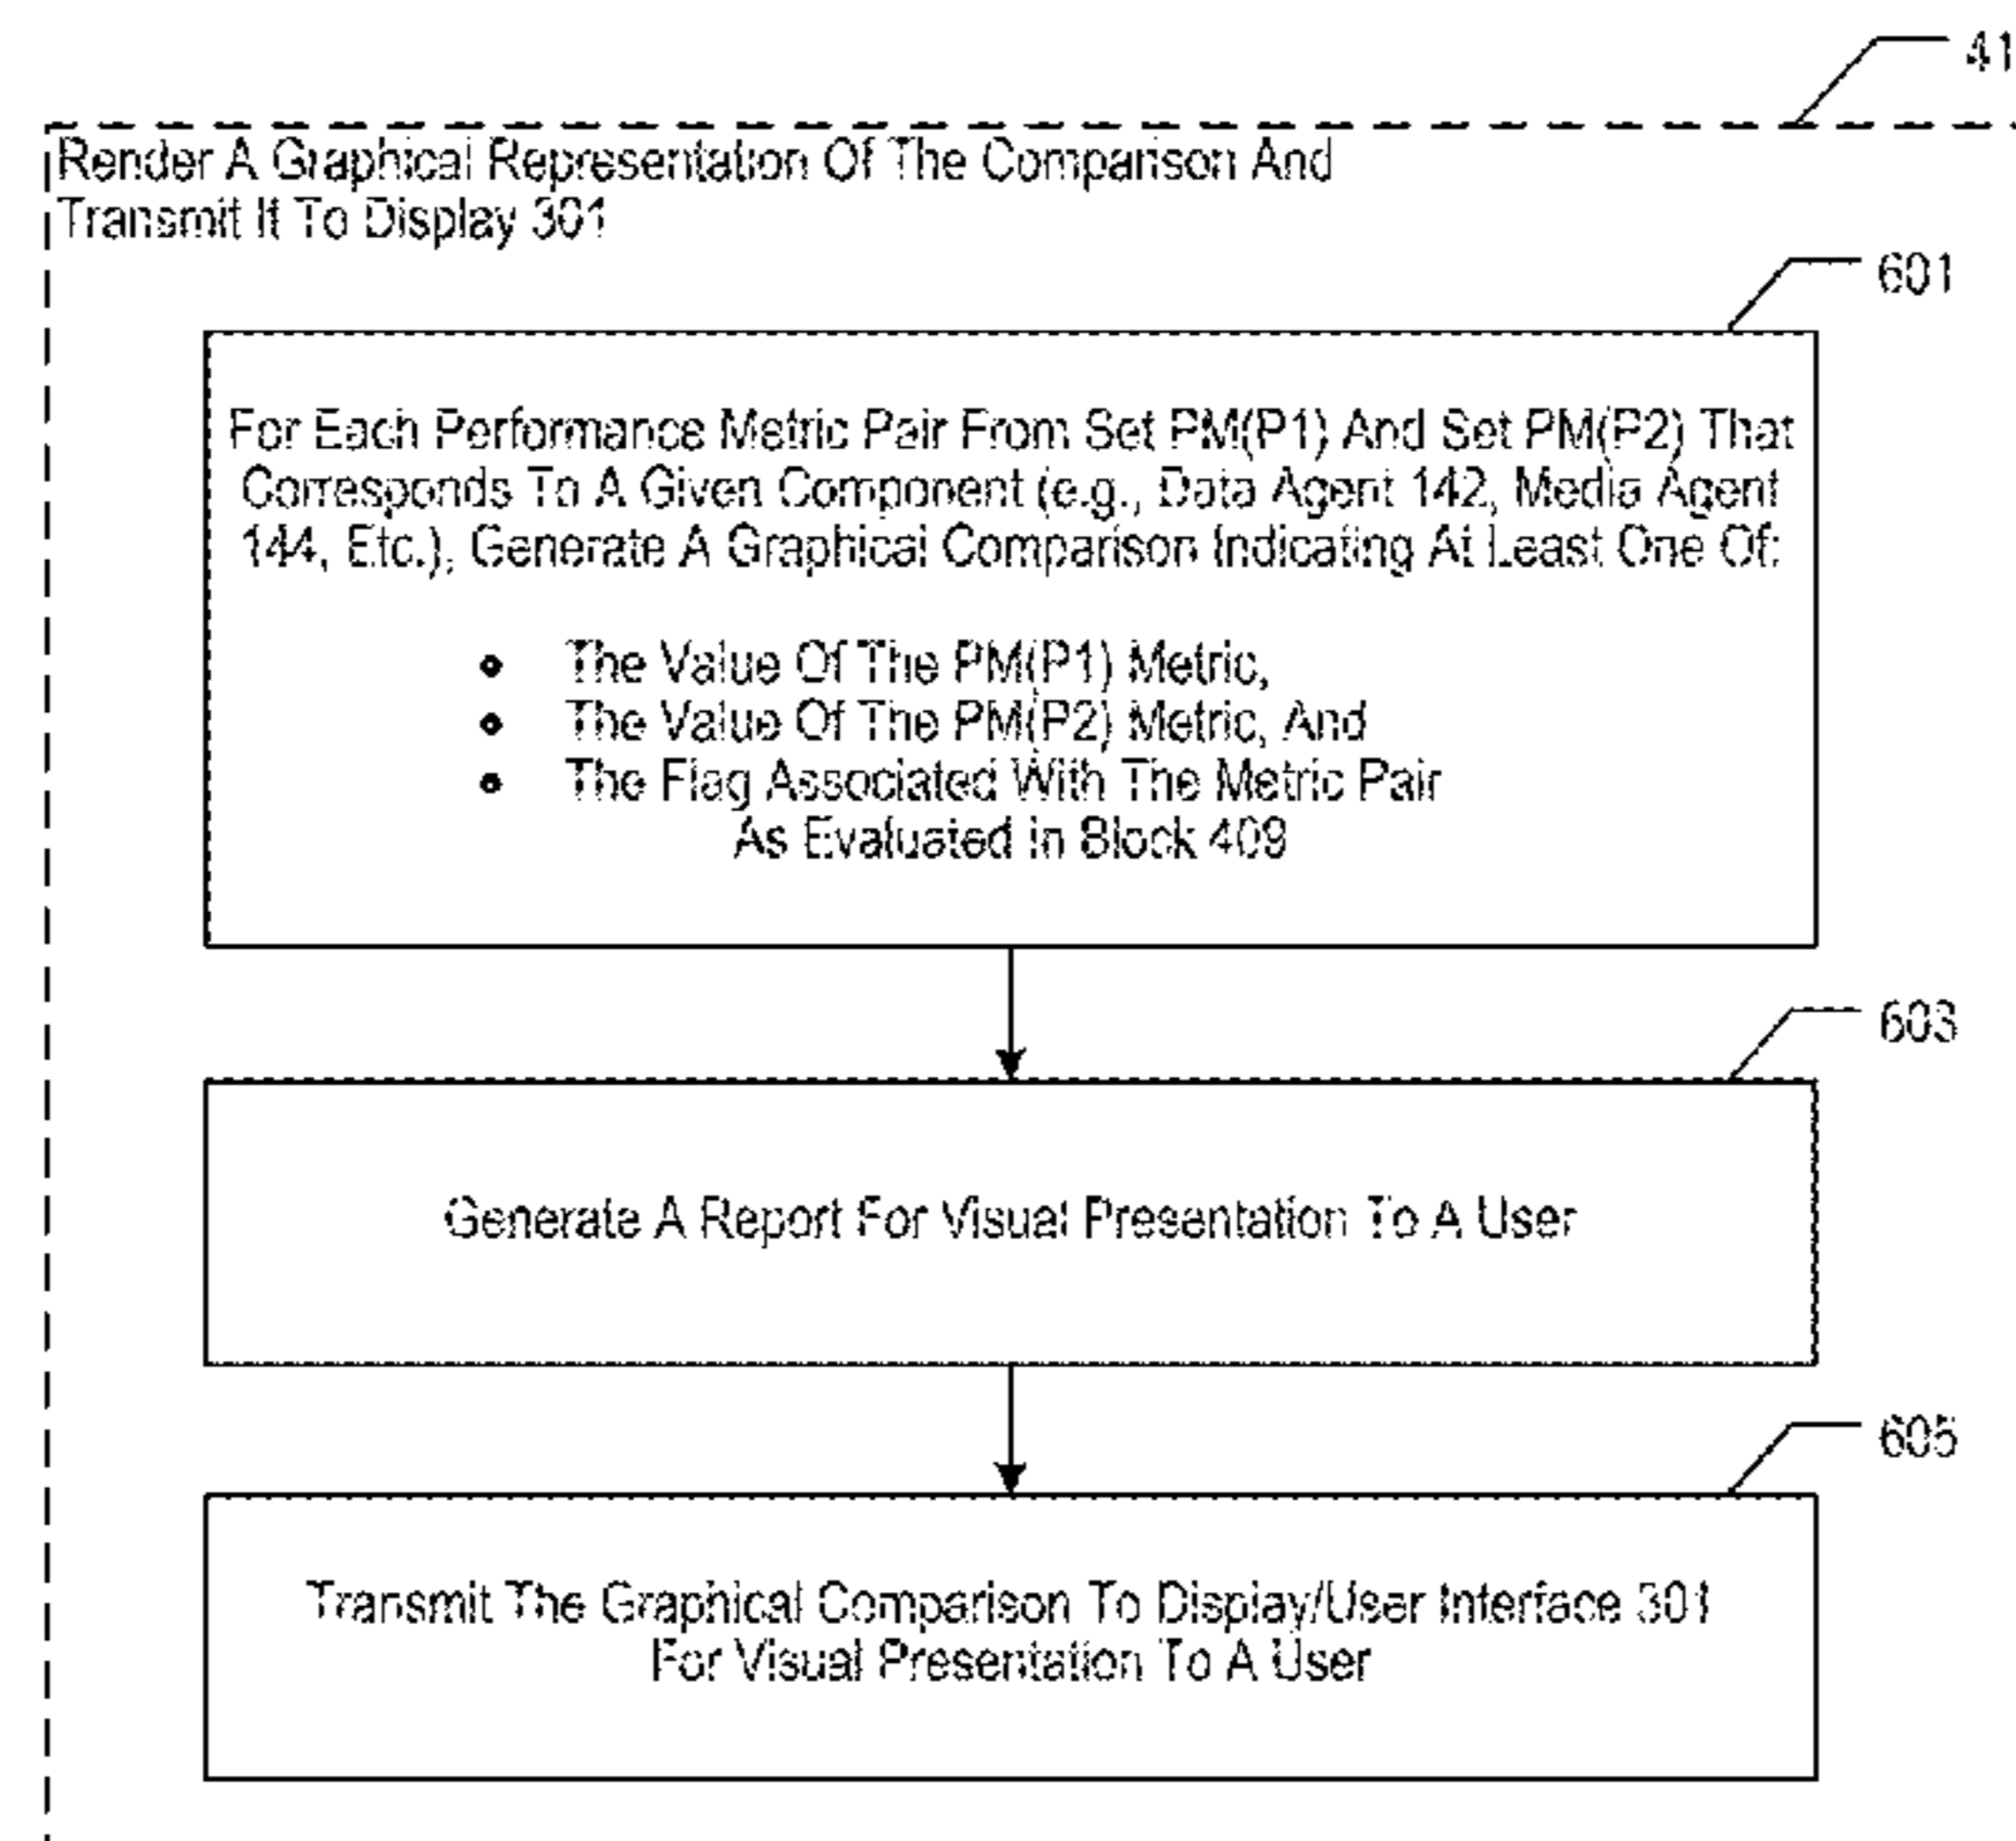 41
Render A Graphical Representation Of The Comparison And
Transmit It To Display 301
601
For Each Performance Metric Pair From Set PM(P1) And Set PM(P2) That
Corresponds To A Given Component (e.g., Data Agent 142, Media Agent
144, Etc.), Generate A Graphical Comparison Indicating At Least One Of:
• The Value Of The PM(P1) Metric,
• The Value Of The PM(P2) Metric, And
• The Flag Associated With The Metric Pair
As Evaluated In Block 409
603
Generate A Report For Visual Presentation To A User
605
Transmit The Graphical Comparison To Display/User Interface 301
For Visual Presentation To A User